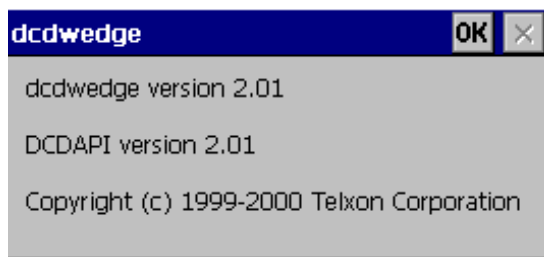 dcdwedge OK ×
dcdwedge version 2.01
DCDAPI version 2.01
Copyright (c) 1999-2000 Telxon Corporation